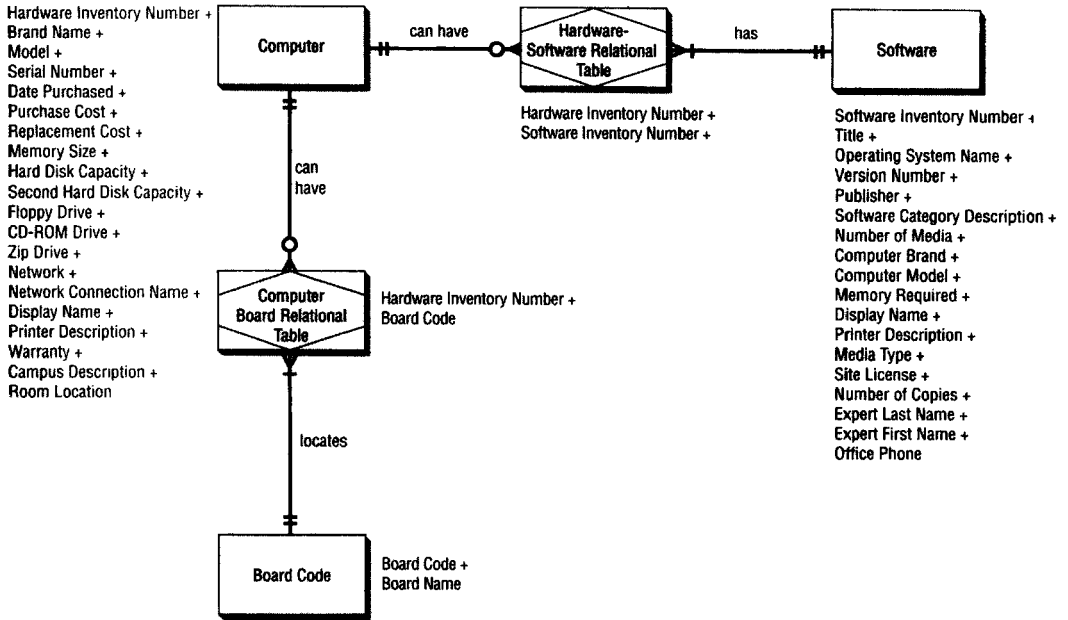 Hardware Inventory Number +
Brand Name +
Model +
Serial Number +
Date Purchased +
Purchase Cost +
Replacement Cost +
Memory Size +
Hard Disk Capacity +
Second Hard Disk Capacity +
Floppy Drive +
CD-ROM Drive +
Zip Drive +
Network +
Network Connection Name +
Display Name +
Printer Description +
Warranty +
Campus Description +
Room Location
Computer
can have
Hardware-
Software Relational
Table
has
Software
Hardware Inventory Number +
Software Inventory Number +
Software Inventory Number +
Title +
Operating System Name +
Version Number +
Publisher +
Software Category Description +
Number of Media +
Computer Brand +
Computer Model +
Memory Required +
Display Name +
Printer Description +
Media Type +
Site License +
Number of Copies +
Expert Last Name +
Expert First Name +
Office Phone
can
have
Computer
Board Relational
Table
Hardware Inventory Number +
Board Code
locates
Board Code
Board Code +
Board Name